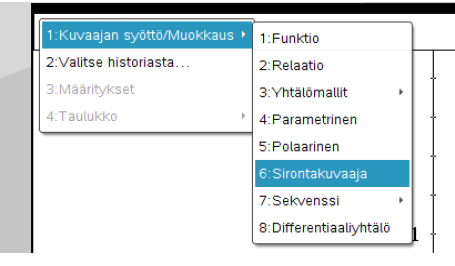 1:Kuvaajan syöttö/Muokkaus
2:Valitse historiasta...
3:Määritykset
4:Taulukko
1:Funktio
2:Relaatio
3:Yhtälömallit
4:Parametrinen
5:Polaarinen
6:Sirontakuvaaja
7:Sekvenssi
8:Differentiaaliyhtälö
1